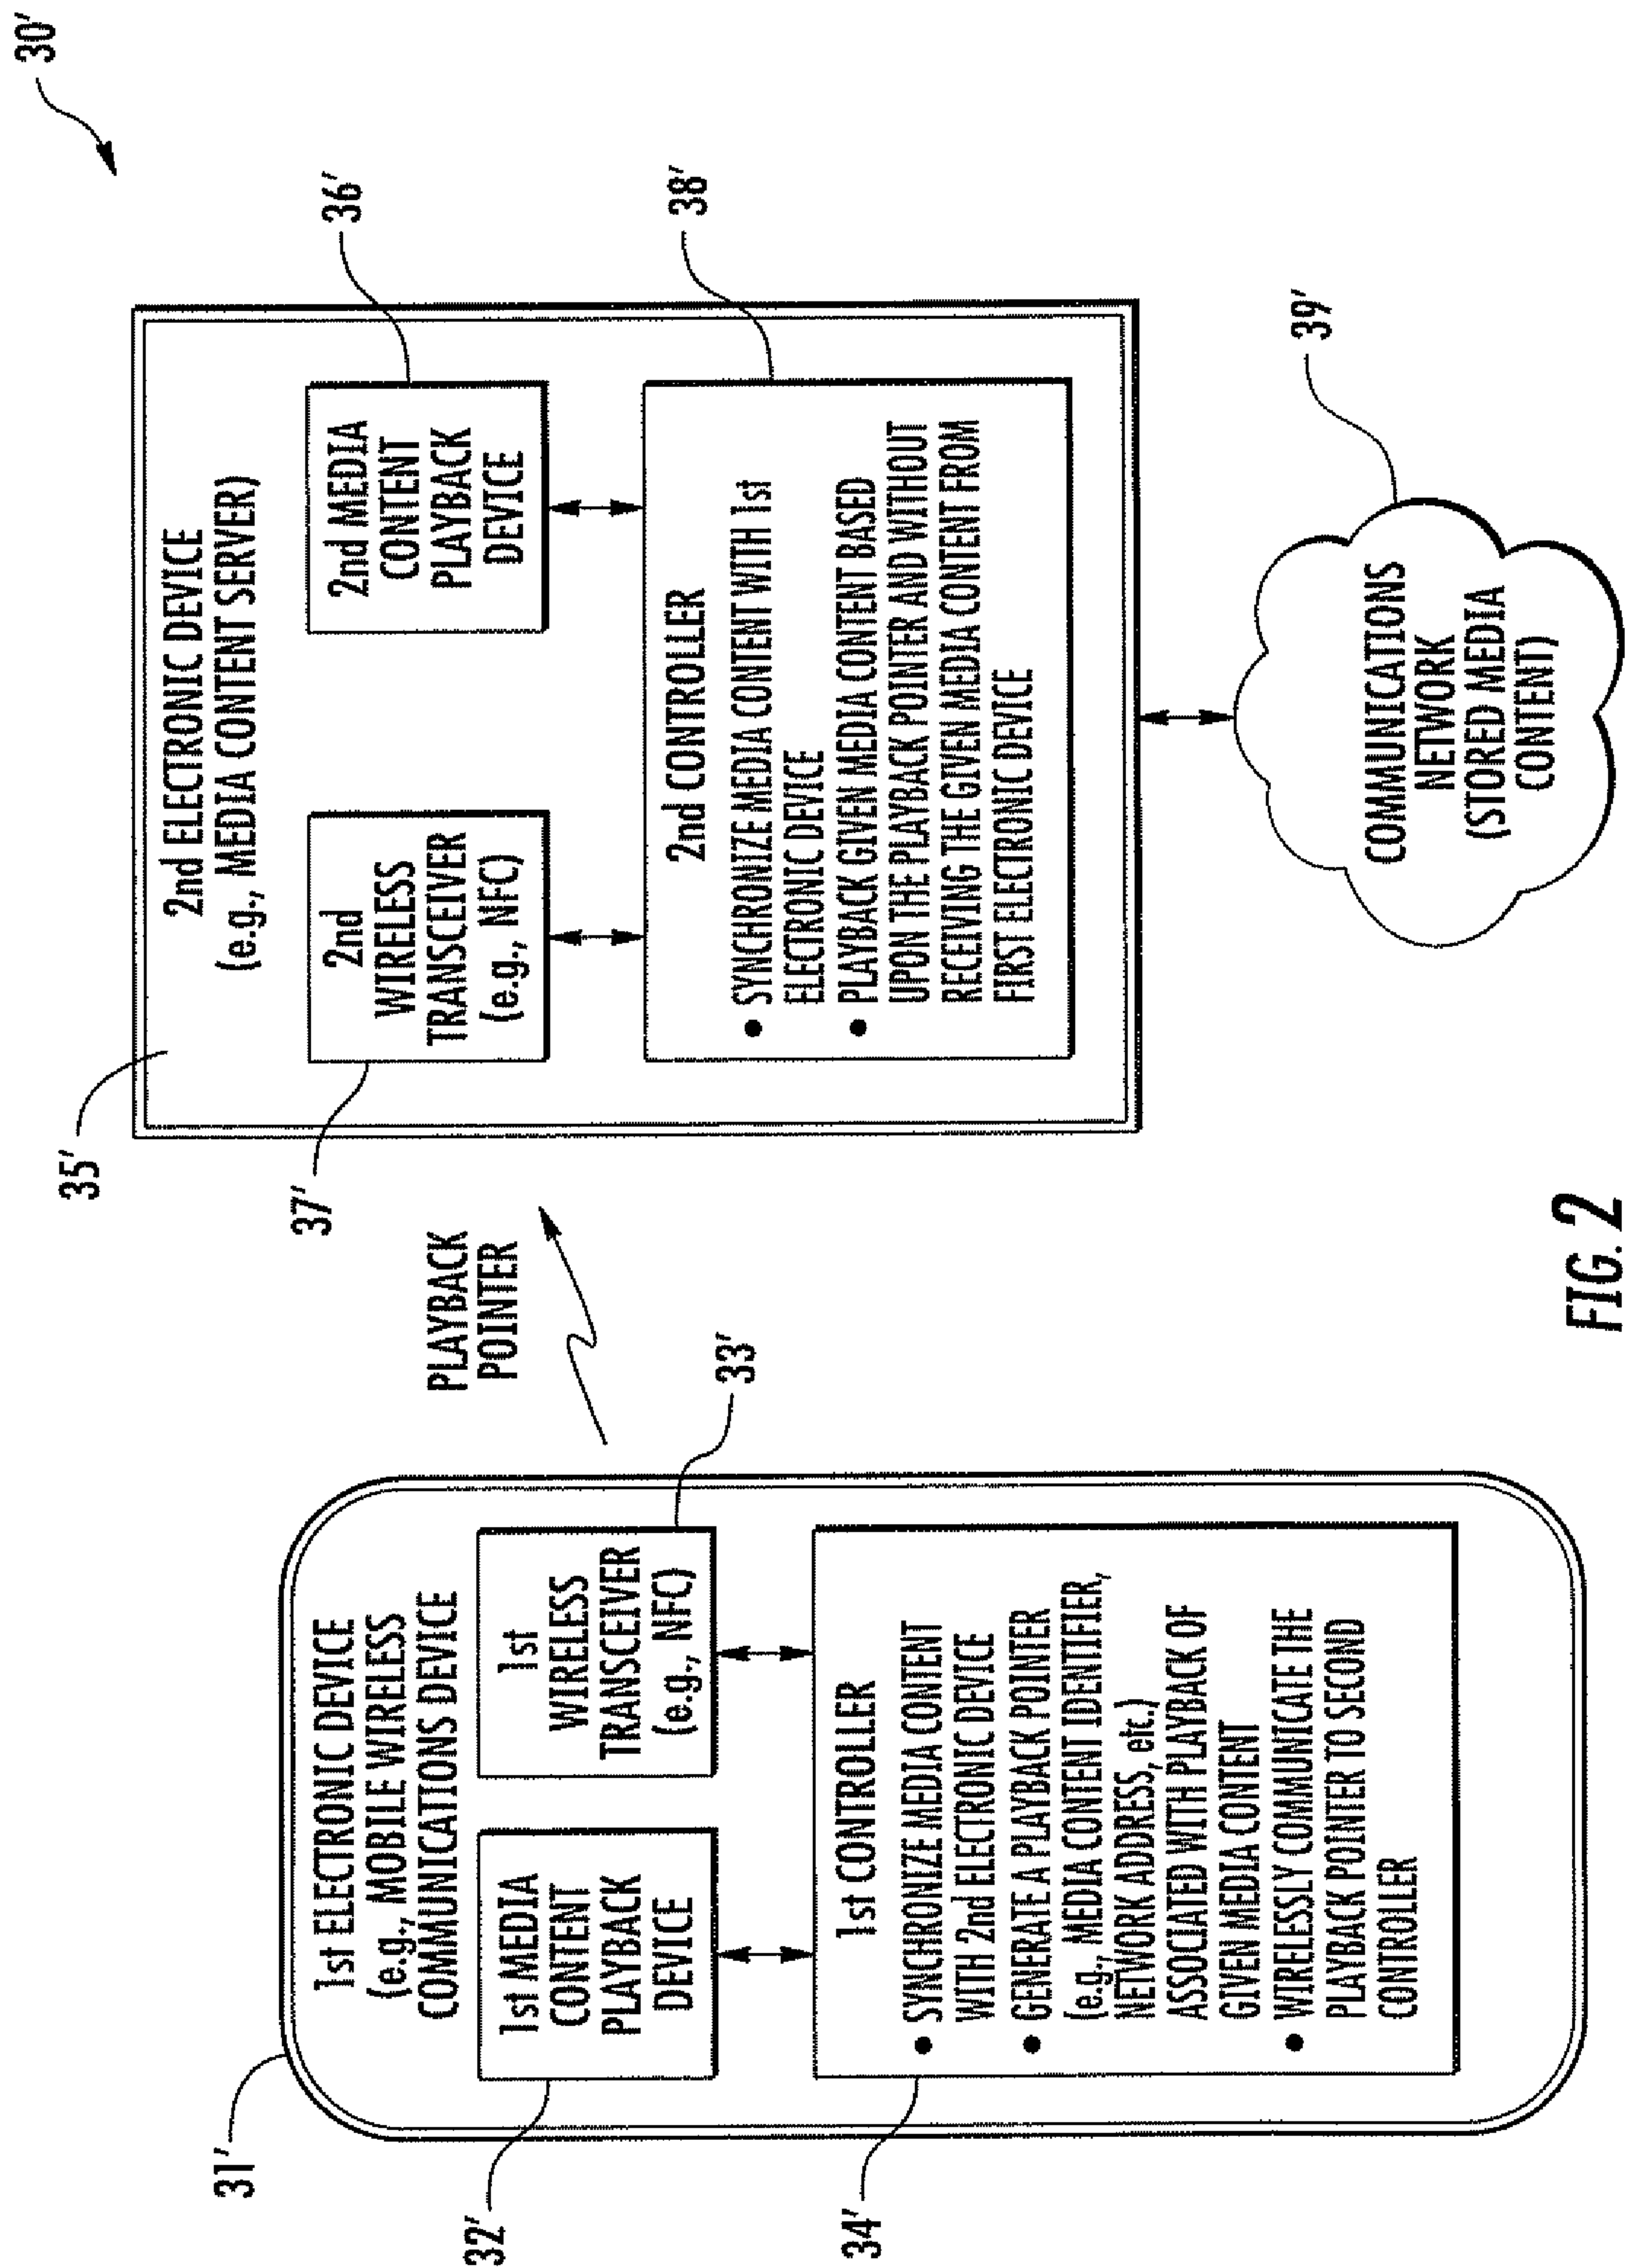 30'
31'
1st ELECTRONIC DEVICE
(e.g., MOBILE WIRELESS
COMMUNICATIONS DEVICE
32'
1st MEDIA
CONTENT
PLAYBACK
DEVICE
1st
WIRELESS
TRANSCEIVER
(e.g., NFC)
33'
34'
1st CONTROLLER
● SYNCHRONIZE MEDIA CONTENT
WITH 2nd ELECTRONIC DEVICE
● GENERATE A PLAYBACK POINTER
(e.g., MEDIA CONTENT IDENTIFIER,
NETWORK ADDRESS, etc.)
ASSOCIATED WITH PLAYBACK OF
GIVEN MEDIA CONTENT
● WIRELESSLY COMMUNICATE THE
PLAYBACK POINTER TO SECOND
CONTROLLER
PLAYBACK
POINTER
35'
2nd ELECTRONIC DEVICE
(e.g., MEDIA CONTENT SERVER)
37'
2nd
WIRELESS
TRANSCEIVER
(e.g., NFC)
2nd MEDIA
CONTENT
PLAYBACK
DEVICE
36'
2nd CONTROLLER
● SYNCHRONIZE MEDIA CONTENT WITH 1st
ELECTRONIC DEVICE
● PLAYBACK GIVEN MEDIA CONTENT BASED
UPON THE PLAYBACK POINTER AND WITHOUT
RECEIVING THE GIVEN MEDIA CONTENT FROM
FIRST ELECTRONIC DEVICE
38'
COMMUNICATIONS
NETWORK
(STORED MEDIA
CONTENT)
39'
FIG. 2